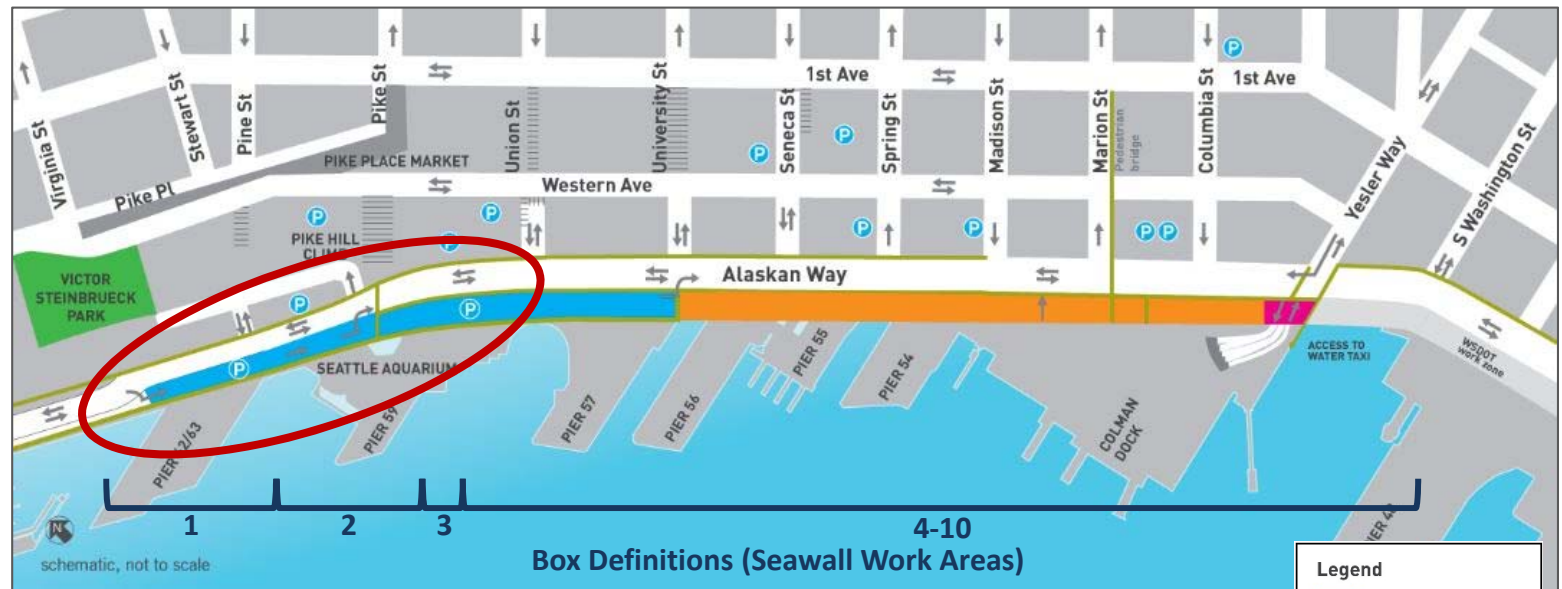 Virginia St
Stewart St
Pine St
Pike St
Union St
University St
Seneca St
Spring St
Madison St
Marion St
Columbia St
1st Ave
1st Ave
P
Pike Pl
PIKE PLACE MARKET
P
P
Pedestrian
bridge
Yesler Way
S Washington St
Western Ave
P
P
P
P
P
P P
PIKE HILL
CLIMB
VICTOR
STEINBRUECK
PARK
Alaskan Way
P
P
P
SEATTLE AQUARIUM
ACCESS TO
WATER TAXI
WSDOT
work zone
PIER 62/63
PIER 59
PIER 57
PIER 56
PIER 55
PIER 54
COLMAN
DOCK
PIER 48
1
2
3
4-10
N
Box Definitions (Seawall Work Areas)
schematic, not to scale
Legend